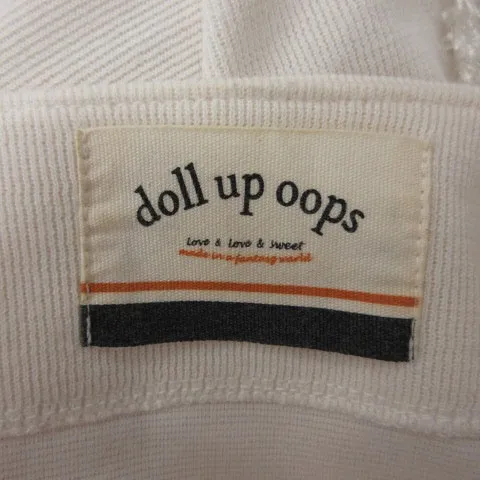 doll up oops
Love & Love & sweet
made in a fantasy world